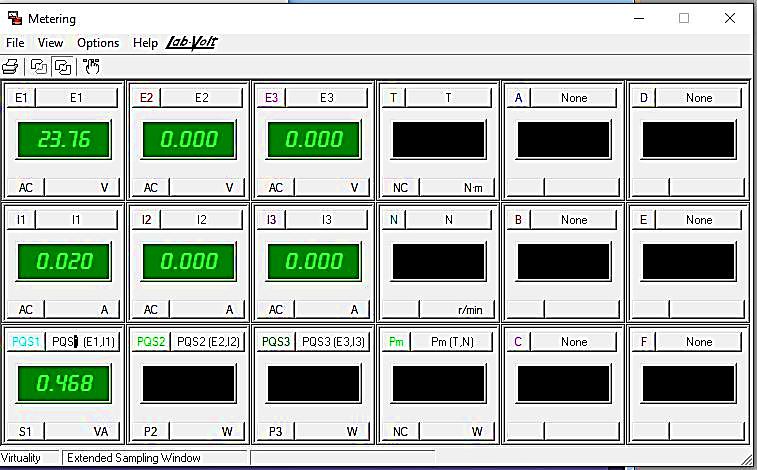 Metering
File View Options Help Lab-Volt
E1 E1 E2 E2 E3 E3 T T A None D None
23.76 0.000 0.000
AC V AC V AC V NC N·m
I1 I1 I2 I2 I3 I3 N N B None E None
0.020 0.000 0.000
AC A AC A AC A r/min
PQS1 PQS1 (E1,I1) PQS2 PQS2 (E2,I2) PQS3 PQS3 (E3,I3) Pm Pm (T,N) C None F None
0.468
S1 VA P2 W P3 W NC W
Virtuality Extended Sampling Window